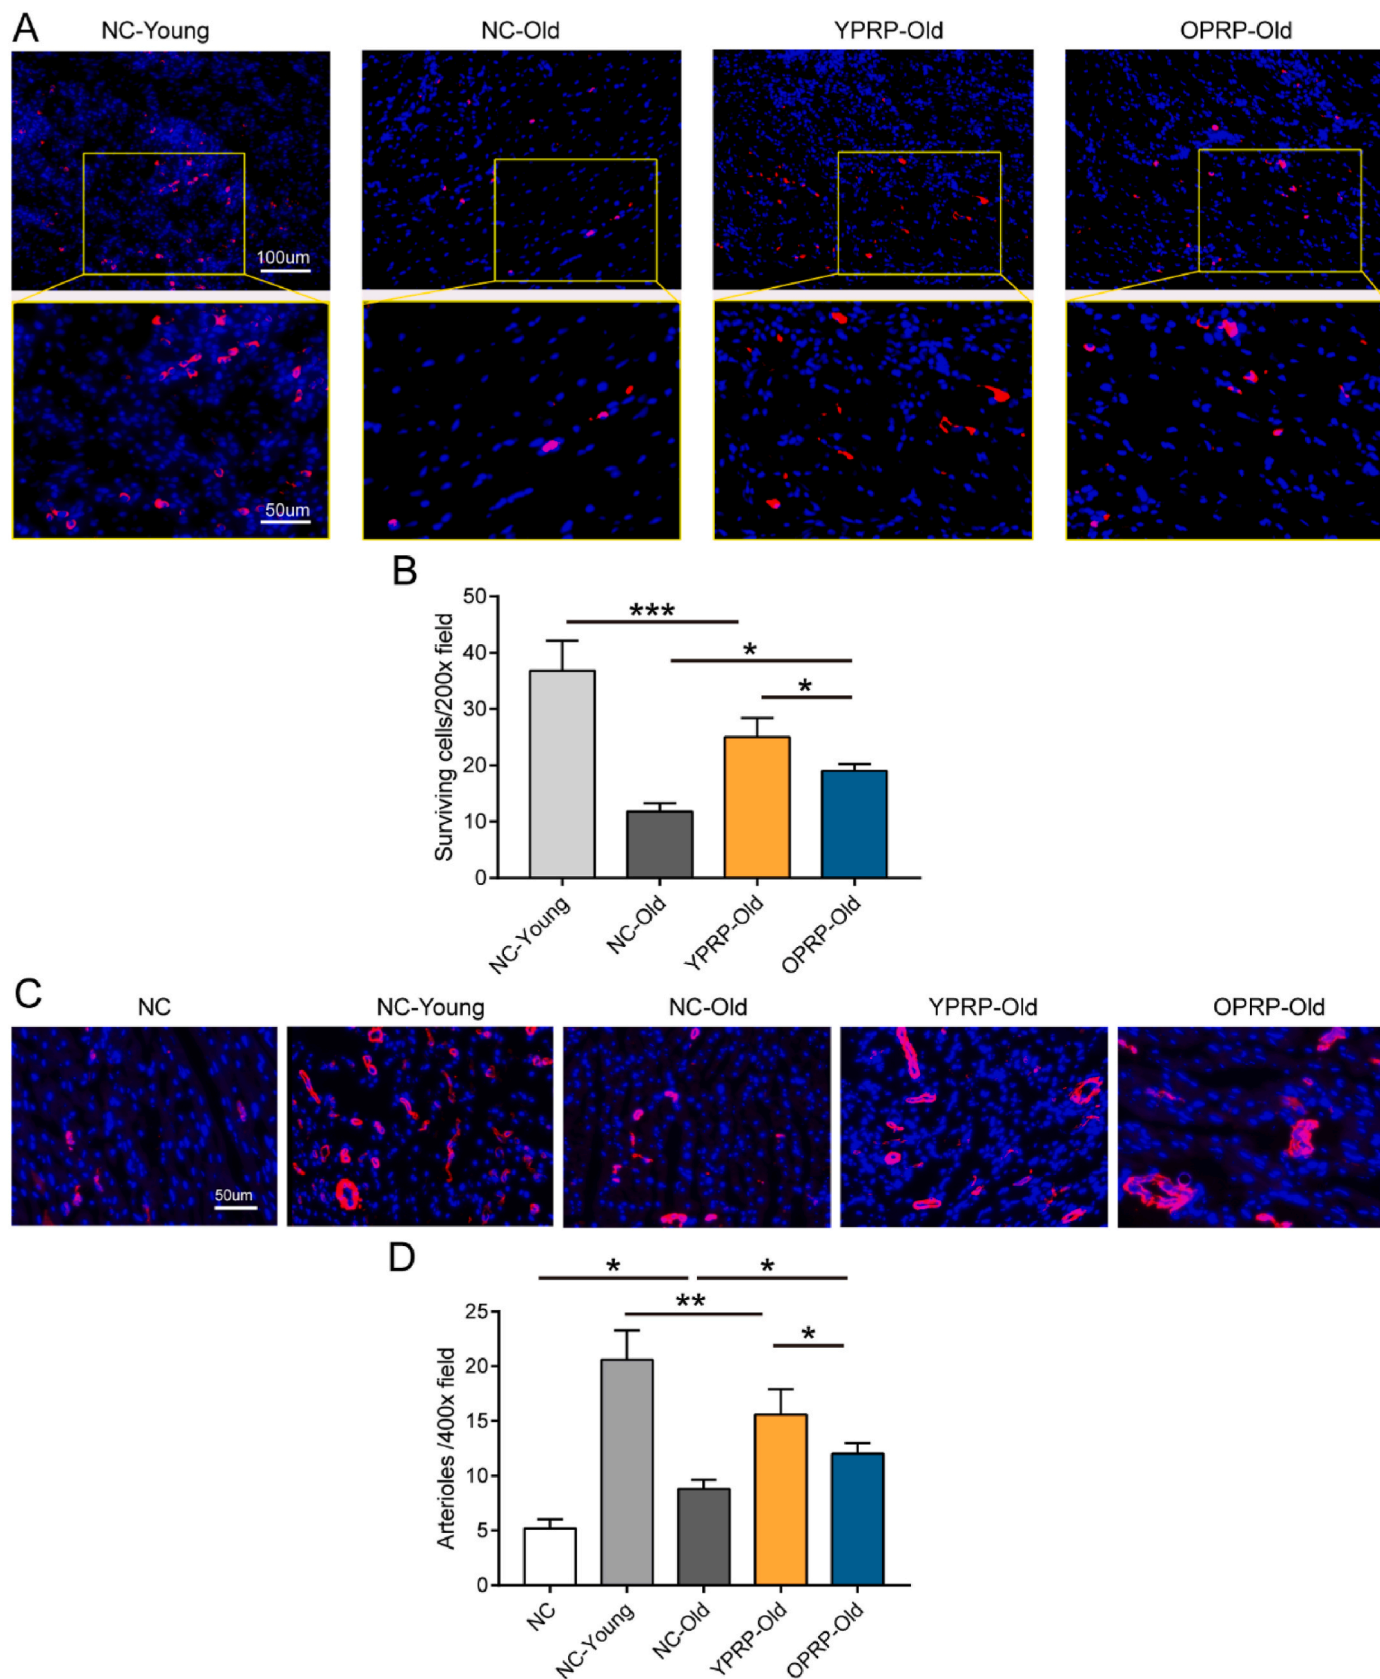 A
NC-Young NC-Old YPRP-Old OPRP-Old
100um
50um
B
Surviving cells/200x field
50
40
30
20
10
0
***
*
*
NC-Young NC-Old YPRP-Old OPRP-Old
C
NC NC-Young NC-Old YPRP-Old OPRP-Old
50um
D
Arterioles /400x field
25
20
15
10
5
0
* *
**
*
NC NC-Young NC-Old YPRP-Old OPRP-Old